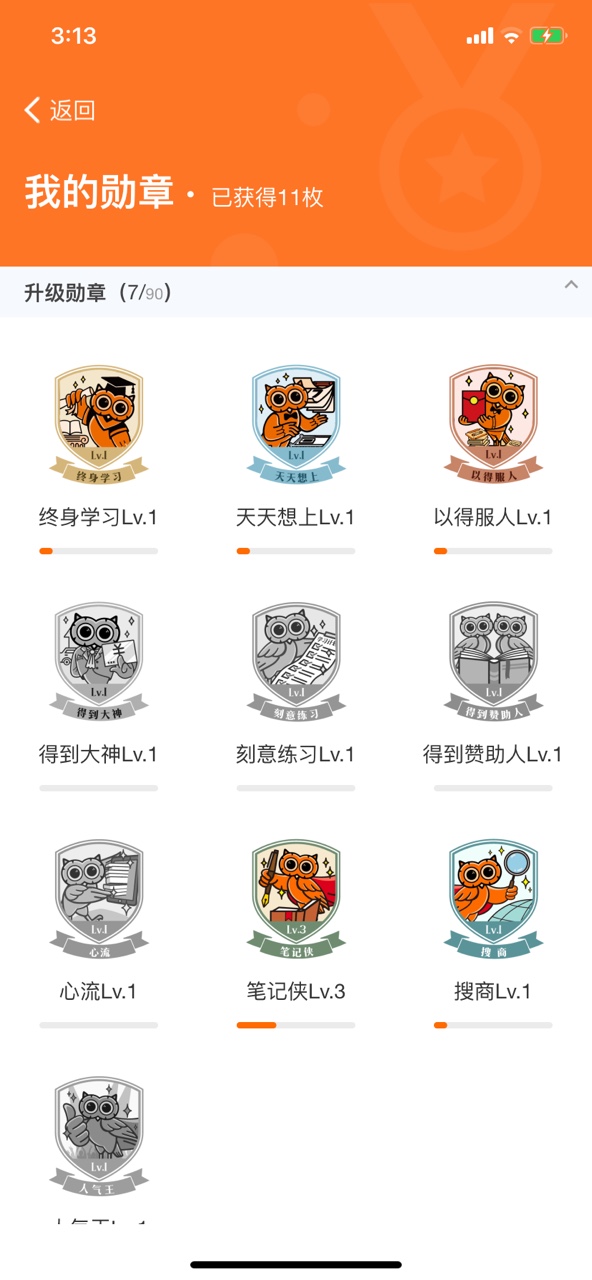 3:13
返回
我的勋章 · 已获得11枚
升级勋章（7/90）
Lv.1 Lv.1 Lv.1
终身学习 天天想上 以得服人
终身学习Lv.1 天天想上Lv.1 以得服人Lv.1
Lv.1 Lv.1 Lv.1
得到大神 刻意练习 得到赞助人
得到大神Lv.1 刻意练习Lv.1 得到赞助人Lv.1
Lv.1 Lv.3 Lv.1
心流 笔记侠 搜商
心流Lv.1 笔记侠Lv.3 搜商Lv.1
Lv.1
人气王
人气王Lv.1